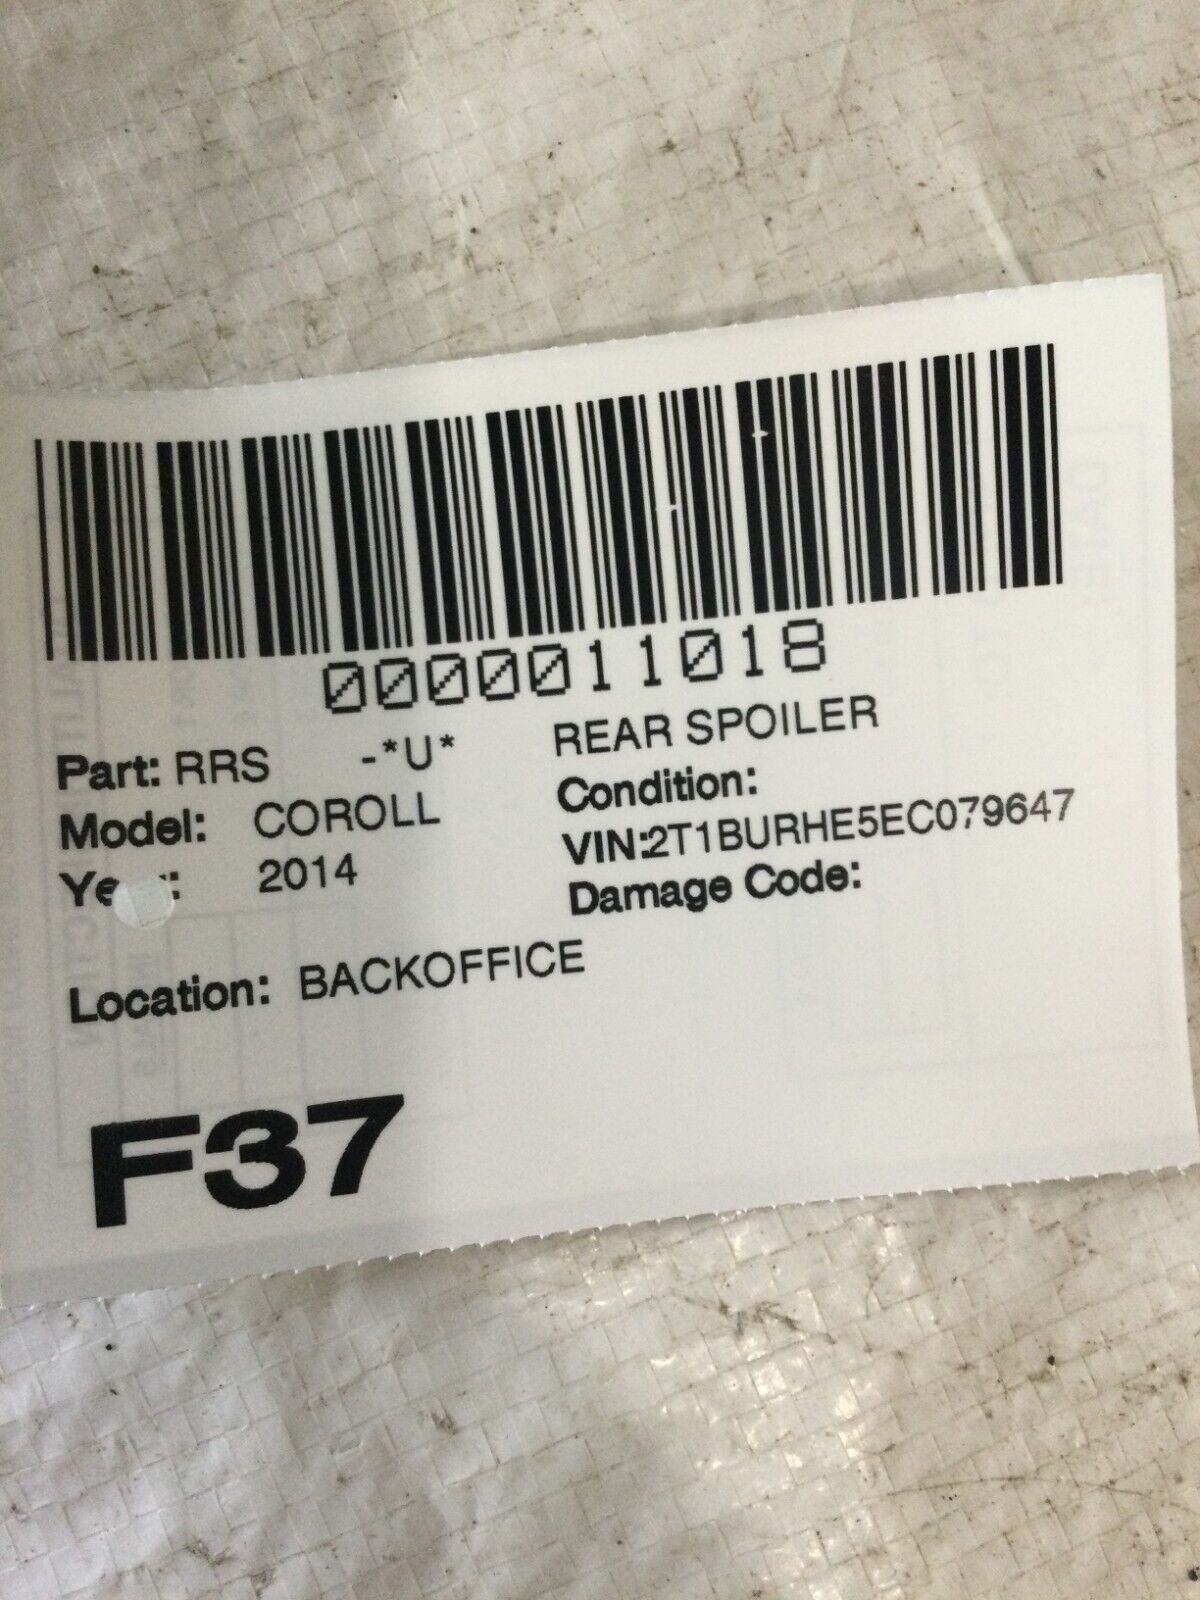 0000011018
Part: RRS -*U* REAR SPOILER
Model: COROLL Condition:
2014 VIN:2T1BURHE5EC079647
Damage Code:
Location: BACKOFFICE
F37